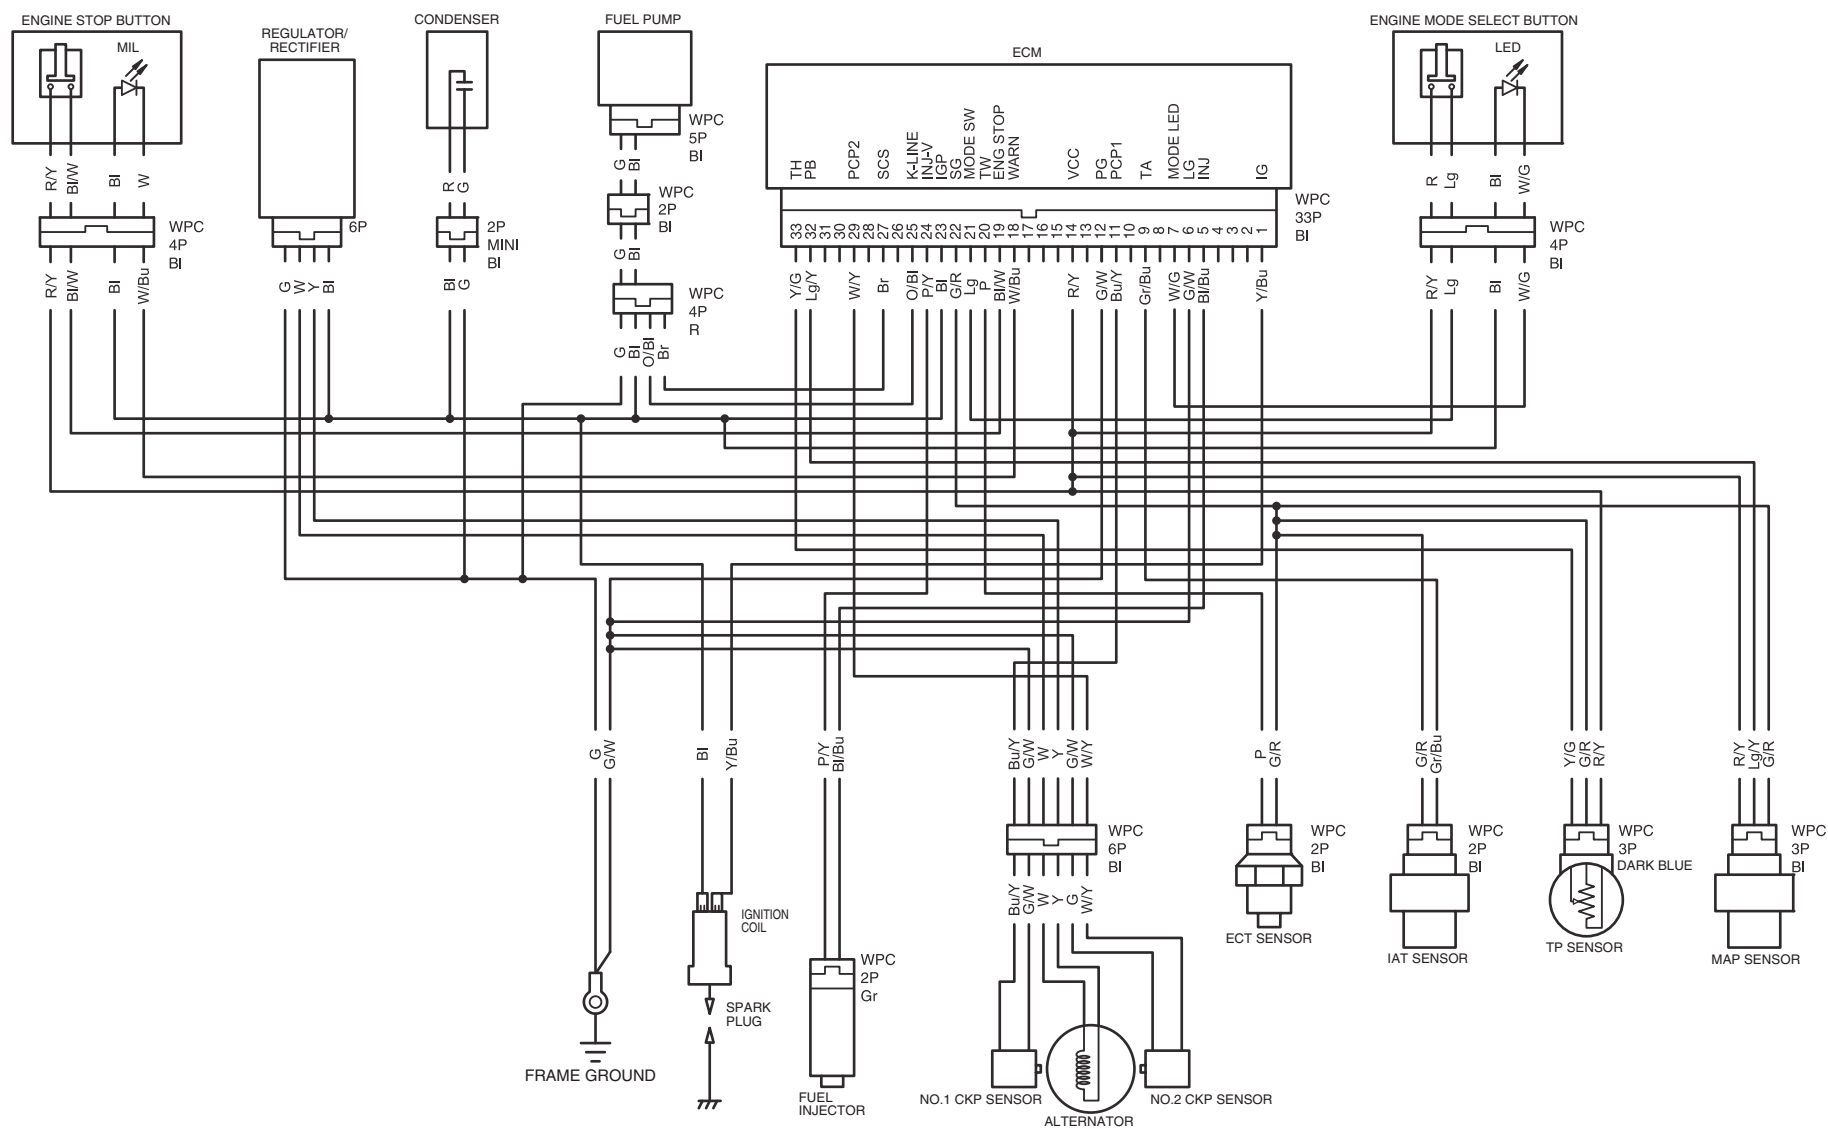 ENGINE STOP BUTTON
MIL
R/Y
Bl/W
Bl
W
WPC
4P
Bl
R/Y
Bl/W
Bl
W/Bu
REGULATOR/
RECTIFIER
6P
G
W
Y
Bl
CONDENSER
R
G
2P
MINI
Bl
Bl
G
FUEL PUMP
WPC
5P
Bl
G
Bl
WPC
2P
Bl
G
Bl
WPC
4P
R
G
Bl
O/Bl
Br
ECM
TH
PB
PCP2
SCS
K-LINE
INJ-V
IGP
SG
MODE SW
TW
ENG STOP
WARN
VCC
PG
PCP1
TA
MODE LED
LG
INJ
IG
WPC
33P
Bl
33
32
31
30
29
28
27
26
25
24
23
22
21
20
19
18
17
16
15
14
13
12
11
10
9
8
7
6
5
4
3
2
1
Y/G
Lg/Y
W/Y
Br
O/Bl
P/Y
Bl
G/R
Lg
P
Bl/W
W/Bu
R/Y
G/W
Bu/Y
Gr/Bu
W/G
G/W
Bl/Bu
Y/Bu
ENGINE MODE SELECT BUTTON
LED
R
Lg
Bl
W/G
WPC
4P
Bl
R/Y
Lg
Bl
W/G
G
G/W
FRAME GROUND
Bl
Y/Bu
IGNITION
COIL
SPARK
PLUG
P/Y
Bl/Bu
WPC
2P
Gr
FUEL
INJECTOR
Bu/Y
G/W
W
Y
G/W
W/Y
WPC
6P
Bl
Bu/Y
G/W
W
Y
G
W/Y
NO.1 CKP SENSOR
ALTERNATOR
NO.2 CKP SENSOR
P
G/R
WPC
2P
Bl
ECT SENSOR
G/R
Gr/Bu
WPC
2P
Bl
IAT SENSOR
Y/G
G/R
R/Y
WPC
3P
DARK BLUE
TP SENSOR
R/Y
Lg/Y
G/R
WPC
3P
Bl
MAP SENSOR